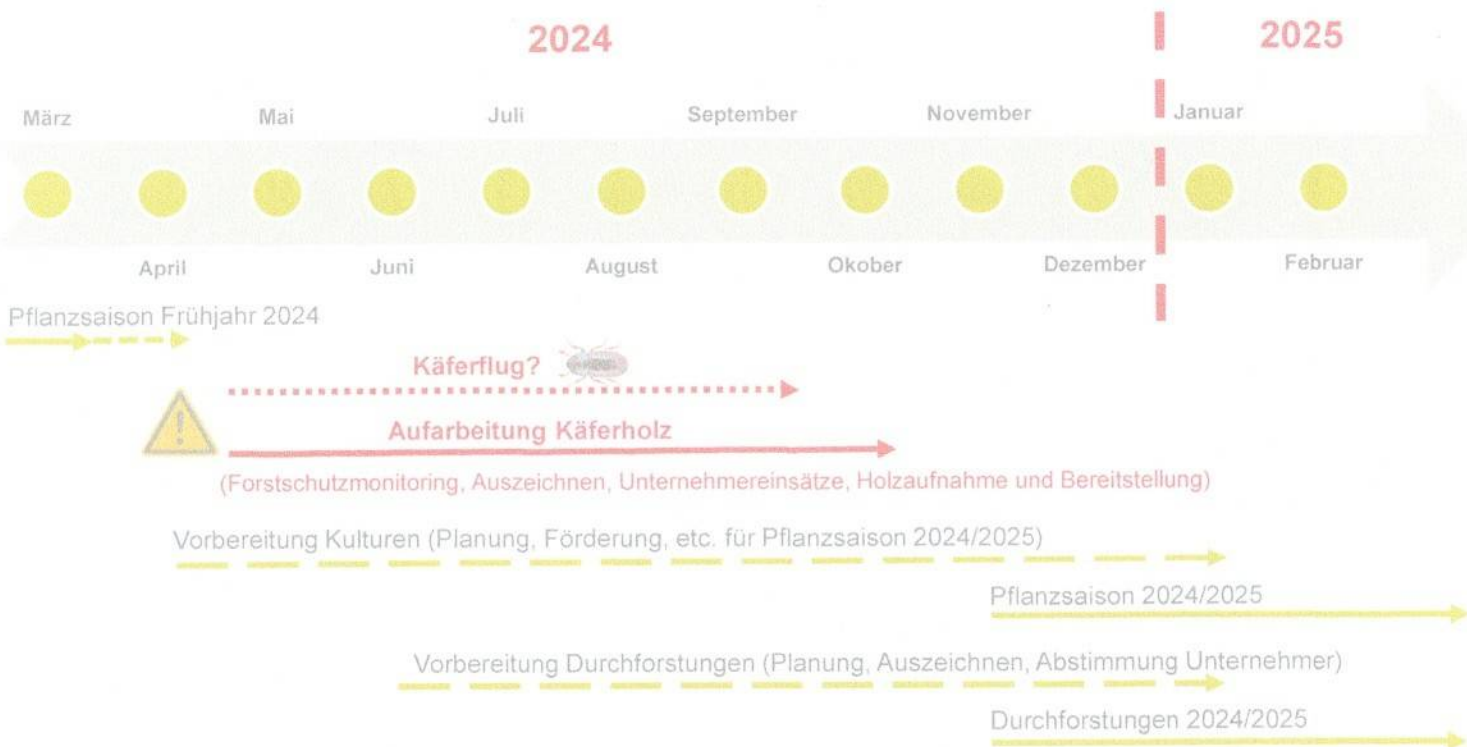 2024
2025
März
Mai
Juli
September
November
Januar
April
Juni
August
Okober
Dezember
Februar
Pflanzsaison Frühjahr 2024
Käferflug?
!
Aufarbeitung Käferholz
(Forstschutzmonitoring, Auszeichnen, Unternehmereinsätze, Holzaufnahme und Bereitstellung)
Vorbereitung Kulturen (Planung, Förderung, etc. für Pflanzsaison 2024/2025)
Pflanzsaison 2024/2025
Vorbereitung Durchforstungen (Planung, Auszeichnen, Abstimmung Unternehmer)
Durchforstungen 2024/2025